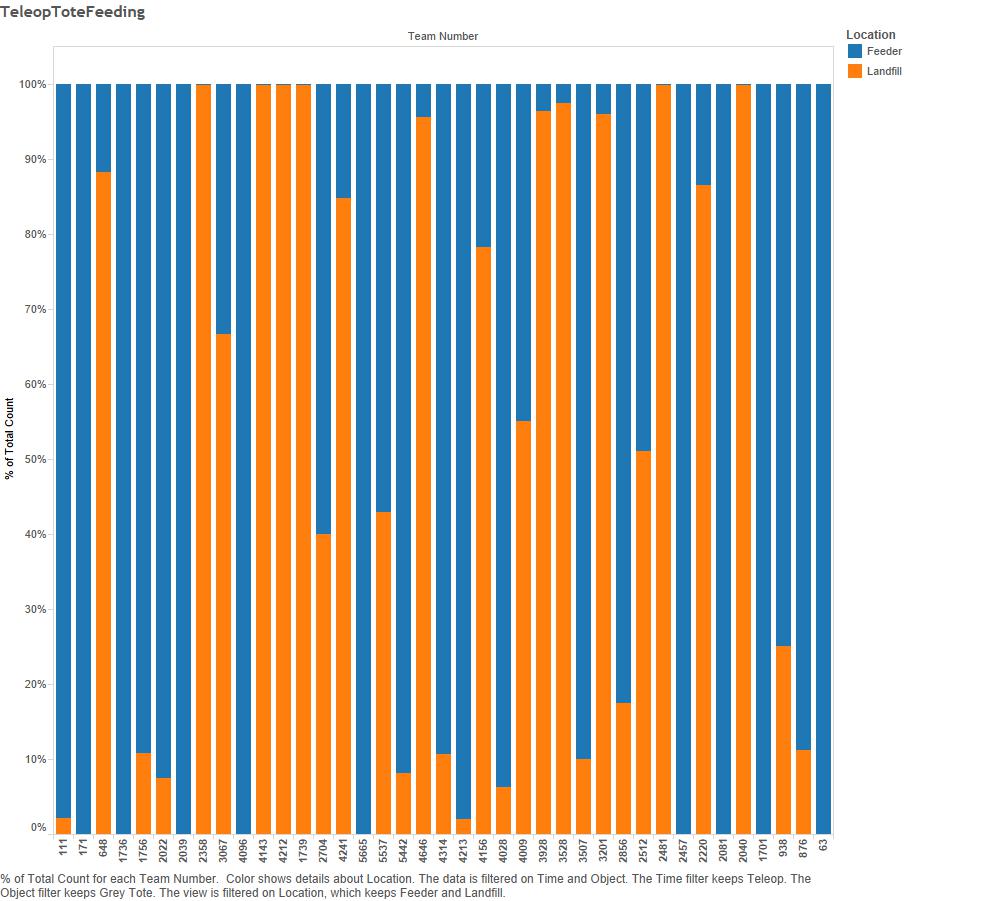 TeleopToteFeeding
Team Number
Location
Feeder
Landfill
% of Total Count
100%
90%
80%
70%
60%
50%
40%
30%
20%
10%
0%
111 171 648 1736 1756 2022 2039 2358 3067 4096 4143 4212 1739 2704 4241 5665 5537 5442 4646 4314 4213 4156 4028 4009 3928 3528 3507 3201 2856 2512 2481 2457 2220 2081 2040 1701 938 876 63
% of Total Count for each Team Number.  Color shows details about Location. The data is filtered on Time and Object. The Time filter keeps Teleop. The
Object filter keeps Grey Tote. The view is filtered on Location, which keeps Feeder and Landfill.